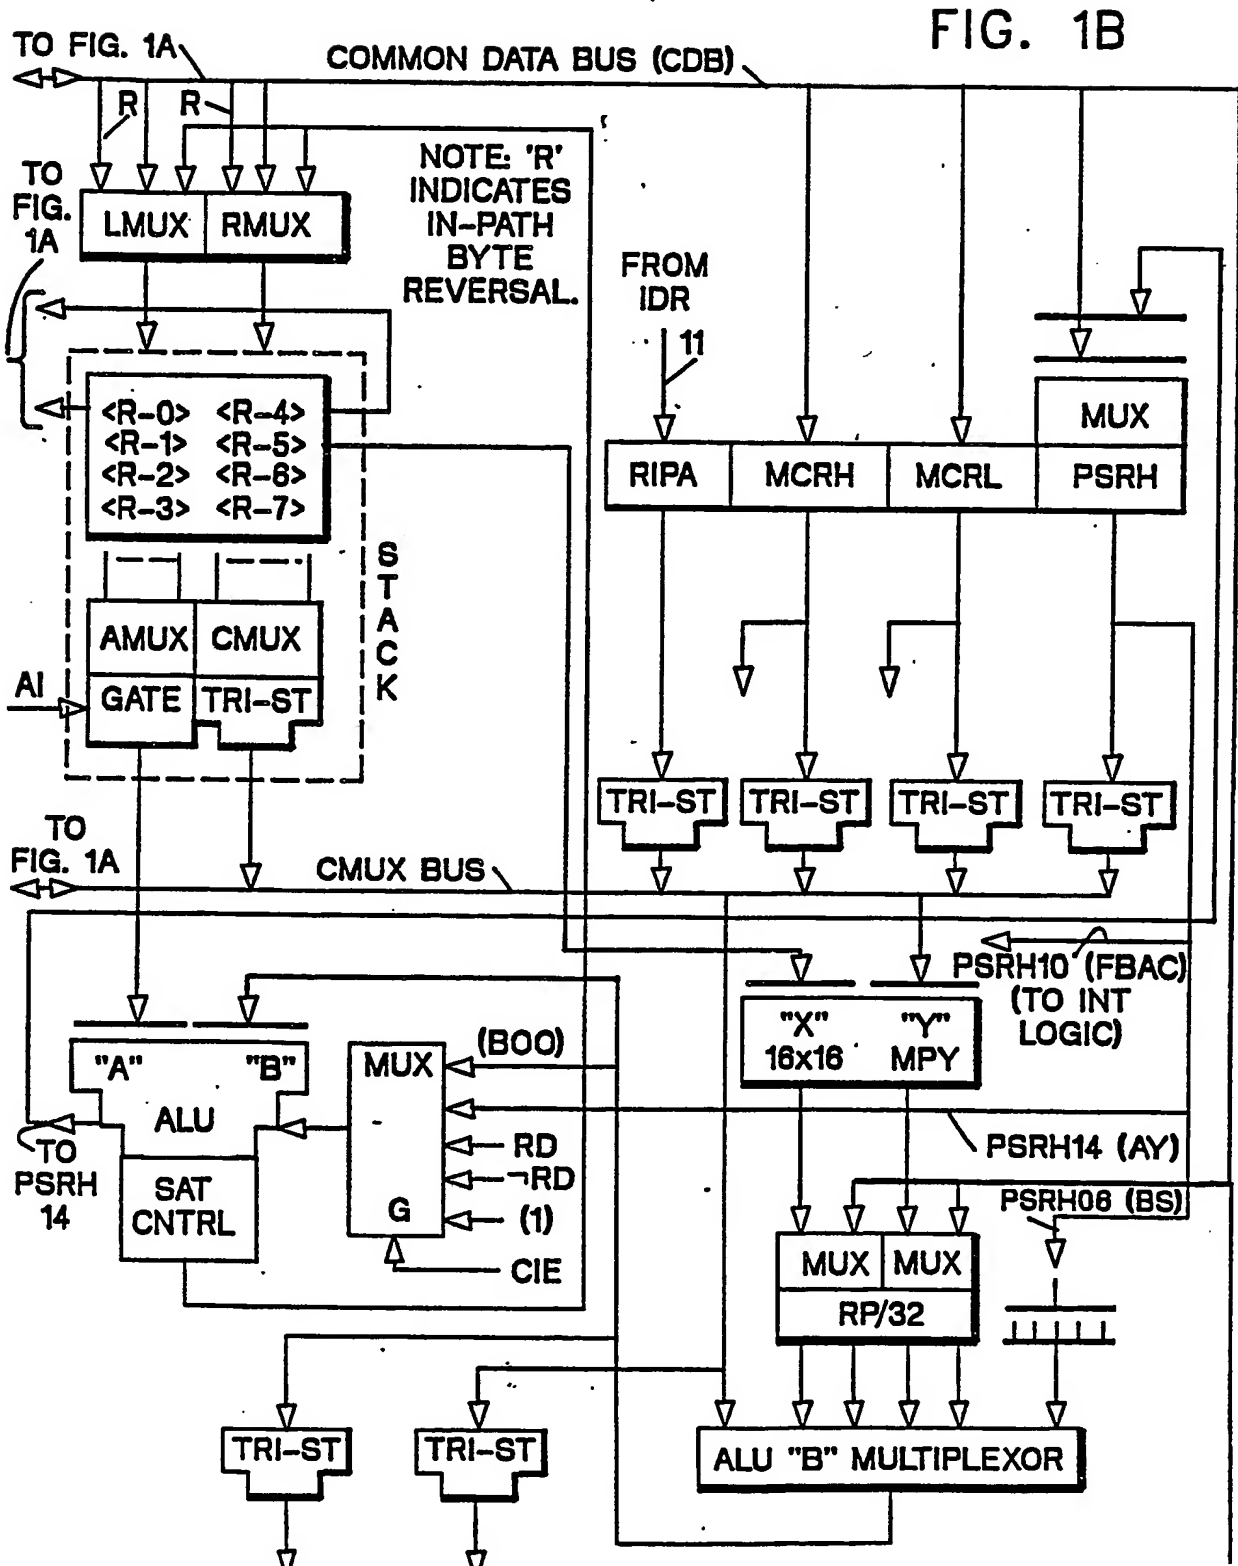 FIG. 1B
TO FIG. 1A
COMMON DATA BUS (CDB)
R
R
NOTE: 'R'
INDICATES
IN-PATH
BYTE
REVERSAL.
TO
FIG.
1A
LMUX
RMUX
FROM
IDR
11
<R-0> <R-4>
<R-1> <R-5>
<R-2> <R-6>
<R-3> <R-7>
MUX
RIPA
MCRH
MCRL
PSRH
STACK
AMUX
CMUX
AI
GATE
TRI-ST
TRI-ST
TRI-ST
TRI-ST
TRI-ST
TO
FIG. 1A
CMUX BUS
PSRH10 (FBAC)
(TO INT
LOGIC)
"X"
16x16
"Y"
MPY
"A"
"B"
ALU
SAT
CNTRL
TO
PSRH
14
MUX
G
(B00)
RD
¬RD
(1)
CIE
PSRH14 (AY)
PSRH06 (BS)
MUX
MUX
RP/32
TRI-ST
TRI-ST
ALU "B" MULTIPLEXOR